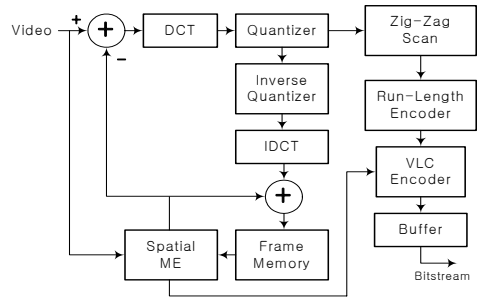 Video
+
+
−
DCT
Quantizer
Zig-Zag
Scan
Inverse
Quantizer
Run-Length
Encoder
IDCT
VLC
Encoder
+
Buffer
Spatial
ME
Frame
Memory
Bitstream